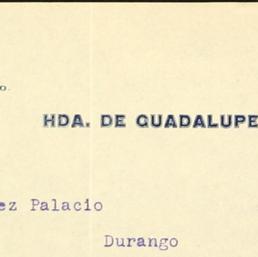 o.
HDA. DE GUADALUPE
ez Palacio
Durango